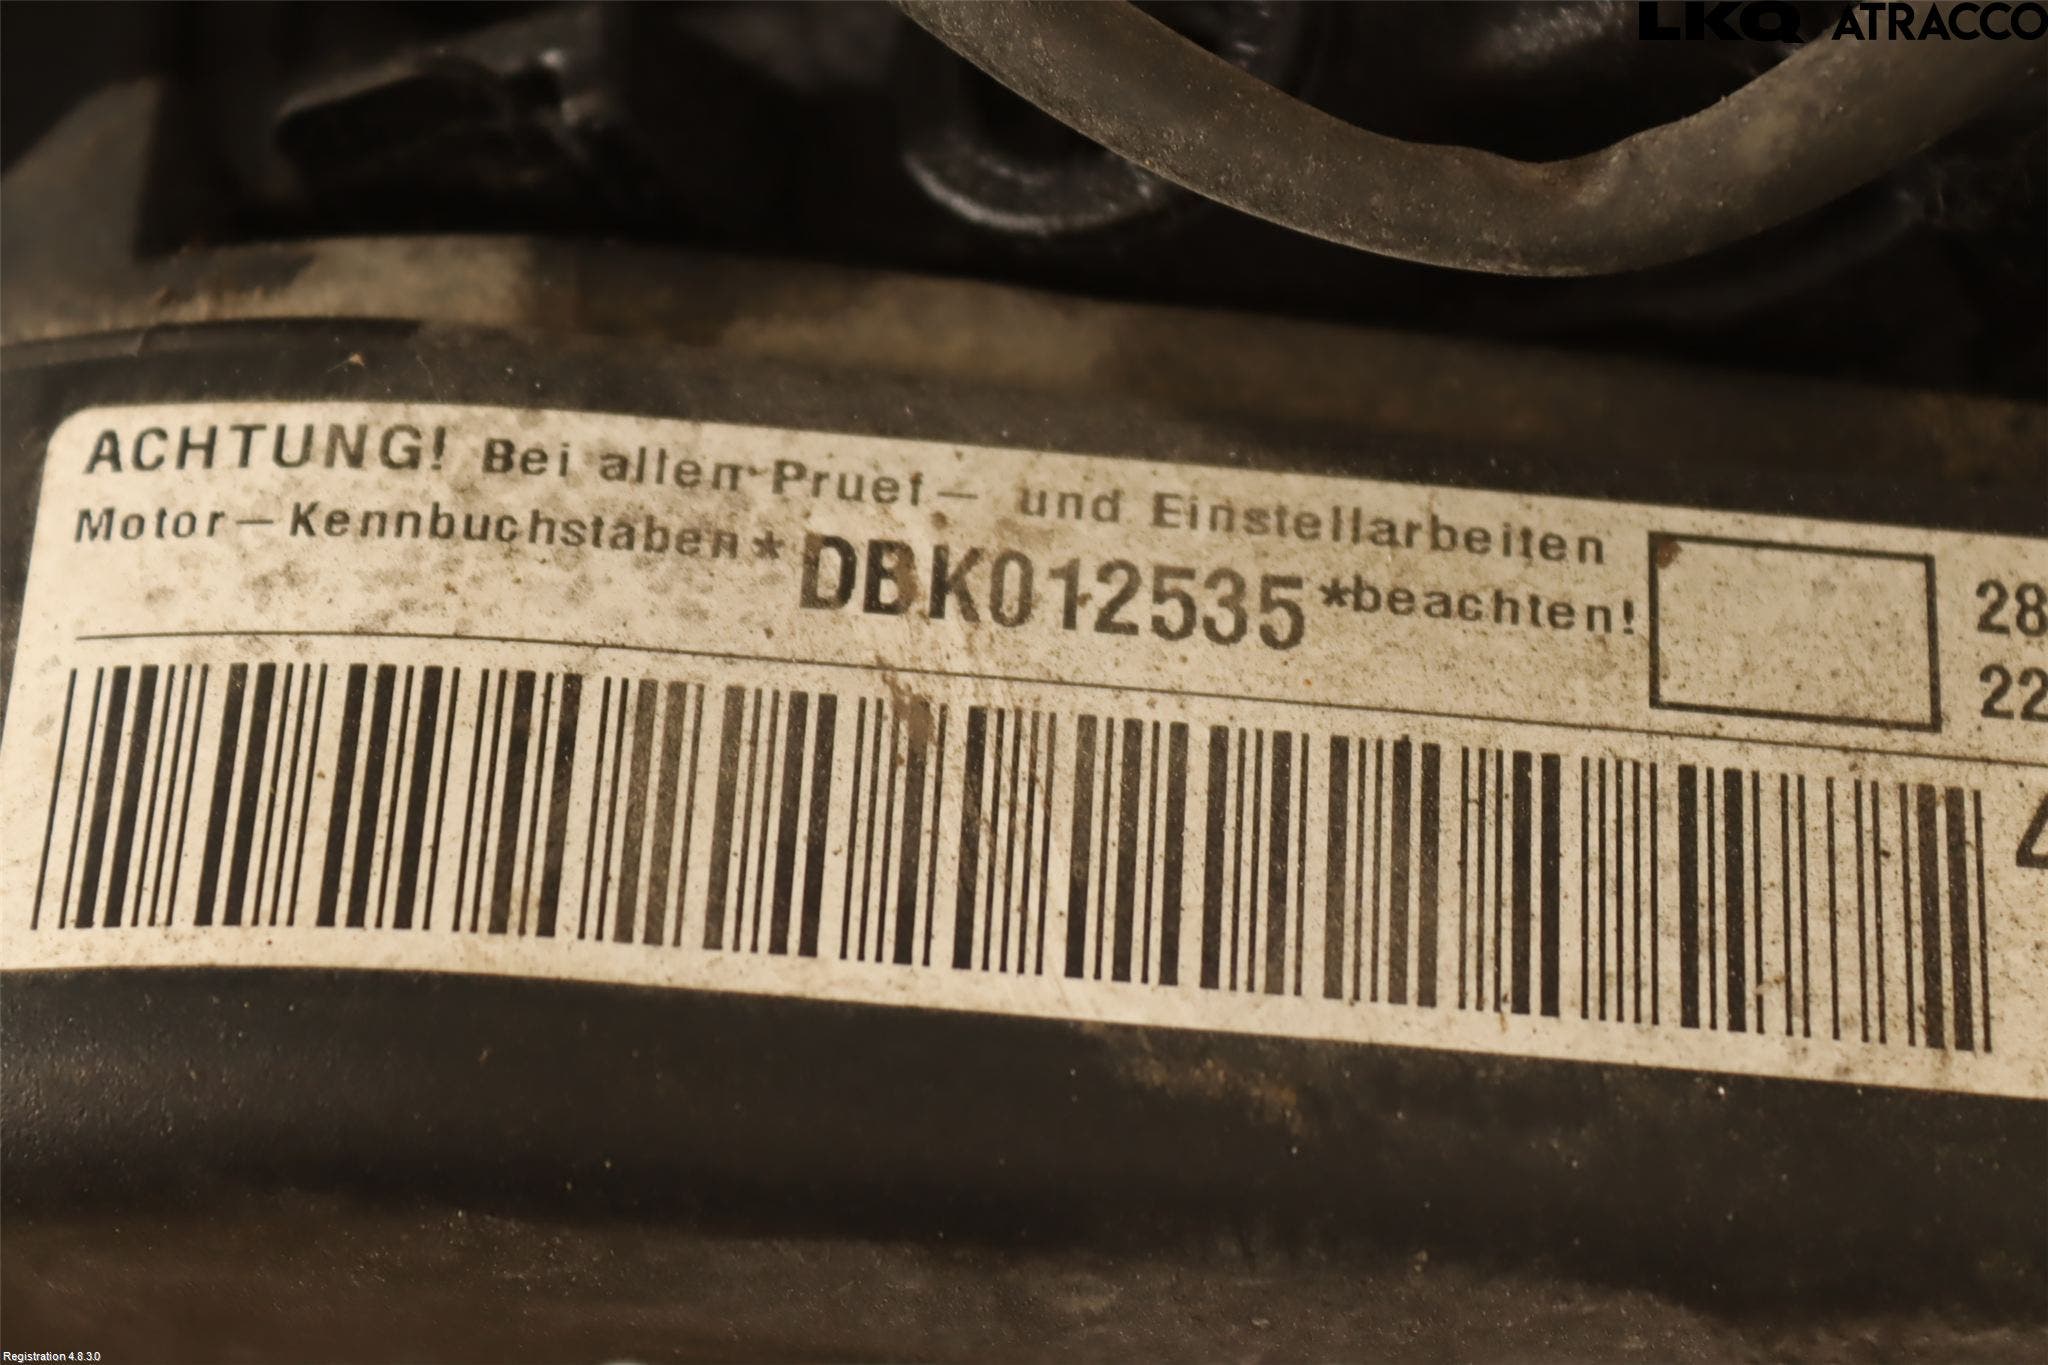 LKQ ATRACCO
ACHTUNG! Bei allen Pruef- und Einstellarbeiten
Motor-Kennbuchstaben*DBK012535*beachten!
28
22
Registration 4.8.3.0